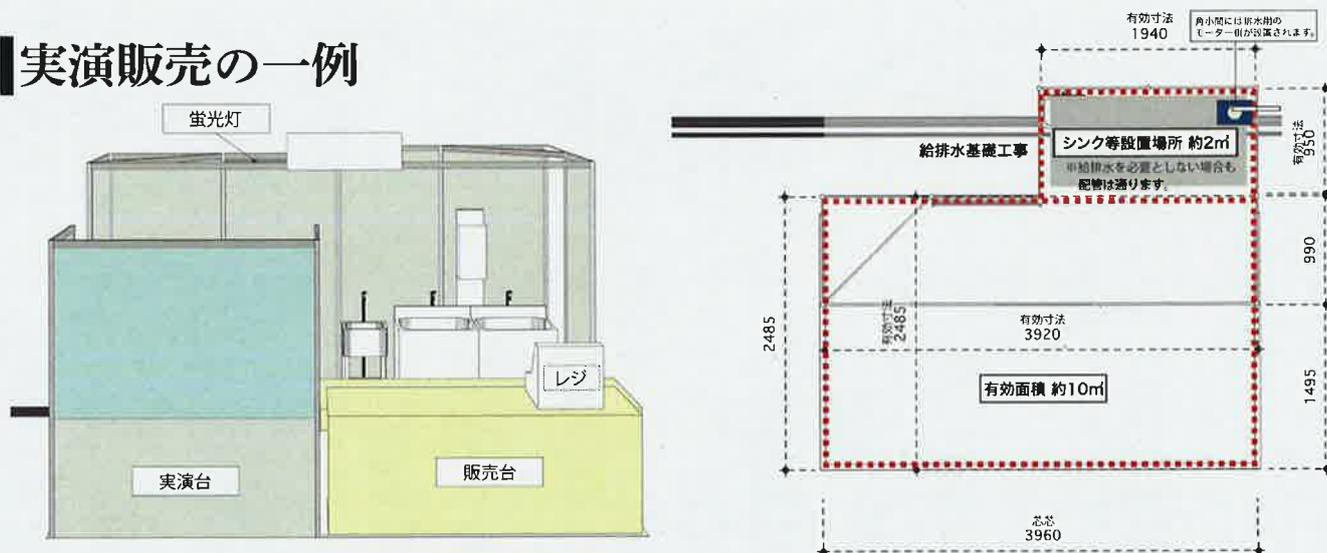 実演販売の一例
蛍光灯
レジ
実演台
販売台
有効寸法
1940
角小間には排水用の
モーター側が設置されます。
給排水基礎工事
シンク等設置場所 約2㎡
※給排水を必要としない場合も
配管は通ります。
有効寸法
950
990
2485
有効寸法
2485
有効寸法
3920
有効面積 約10㎡
1495
芯芯
3960